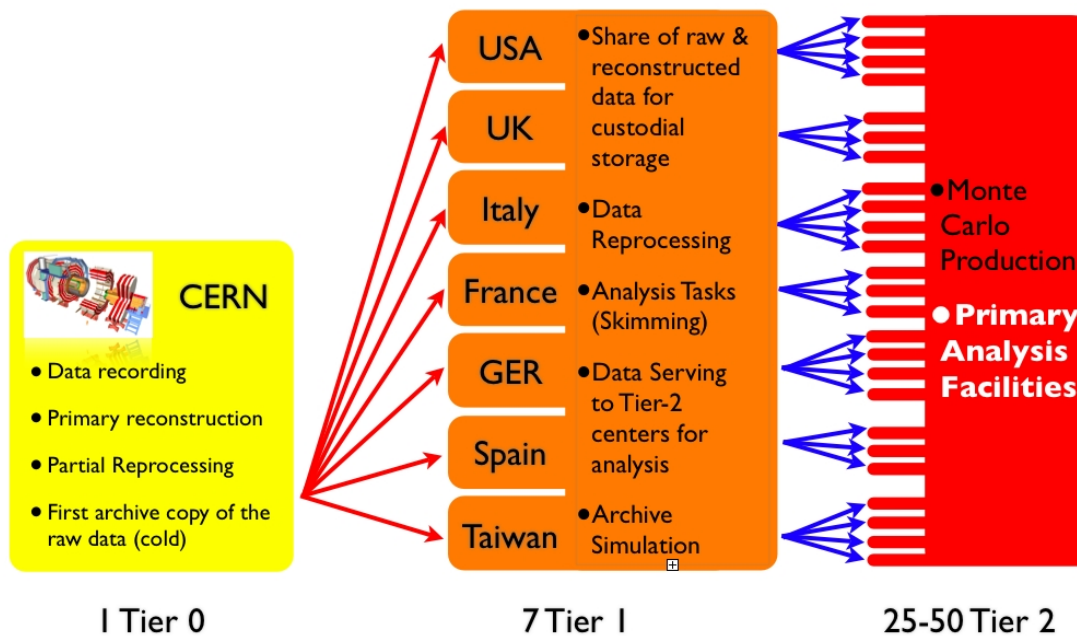 CERN
• Data recording
• Primary reconstruction
• Partial Reprocessing
• First archive copy of the
raw data (cold)
1 Tier 0
USA
UK
Italy
France
GER
Spain
Taiwan
• Share of raw &
reconstructed
data for
custodial
storage
• Data
Reprocessing
• Analysis Tasks
(Skimming)
• Data Serving
to Tier-2
centers for
analysis
• Archive
Simulation
7 Tier 1
• Monte
Carlo
Production
• Primary
Analysis
Facilities
25-50 Tier 2